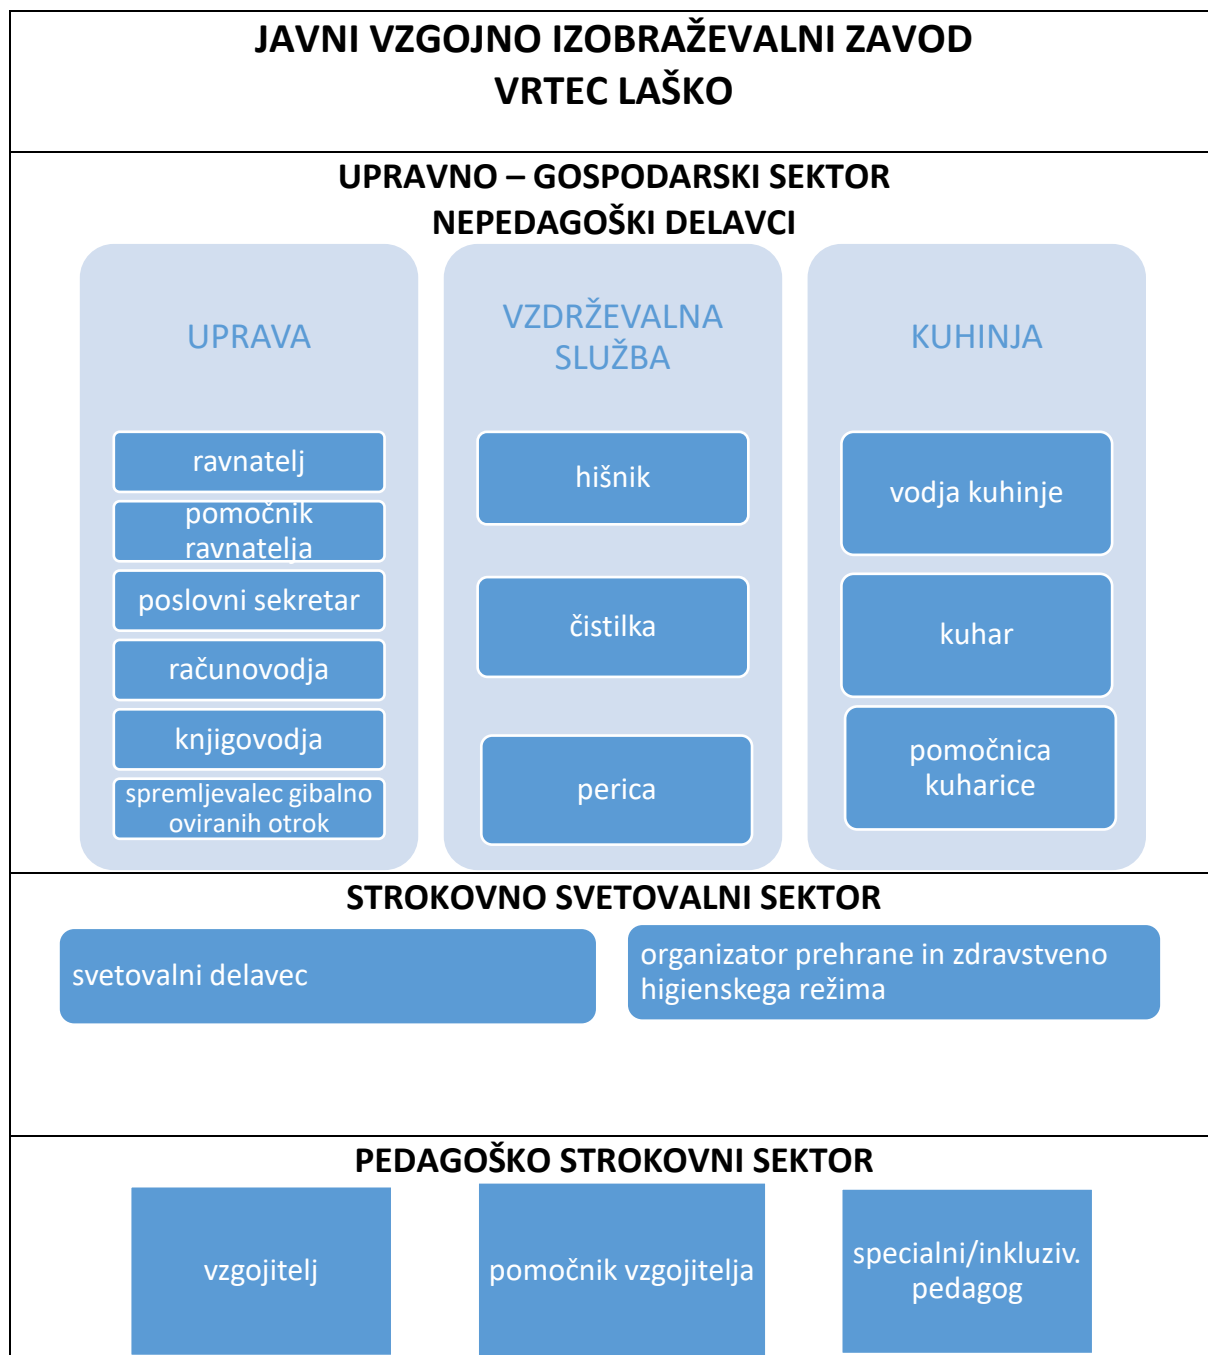 JAVNI VZGOJNO IZOBRAŽEVALNI ZAVOD
VRTEC LAŠKO
UPRAVNO – GOSPODARSKI SEKTOR
NEPEDAGOŠKI DELAVCI
UPRAVA
ravnatelj
pomočnik
ravnatelja
poslovni sekretar
računovodja
knjigovodja
spremljevalec gibalno
oviranih otrok
VZDRŽEVALNA
SLUŽBA
hišnik
čistilka
perica
KUHINJA
vodja kuhinje
kuhar
pomočnica
kuharice
STROKOVNO SVETOVALNI SEKTOR
svetovalni delavec
organizator prehrane in zdravstveno
higienskega režima
PEDAGOŠKO STROKOVNI SEKTOR
vzgojitelj
pomočnik vzgojitelja
specialni/inkluziv.
pedagog